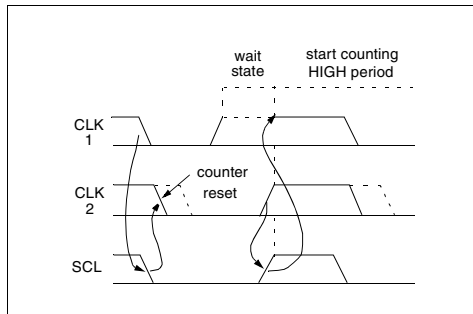 wait
state
start counting
HIGH period
CLK
1
counter
reset
CLK
2
SCL